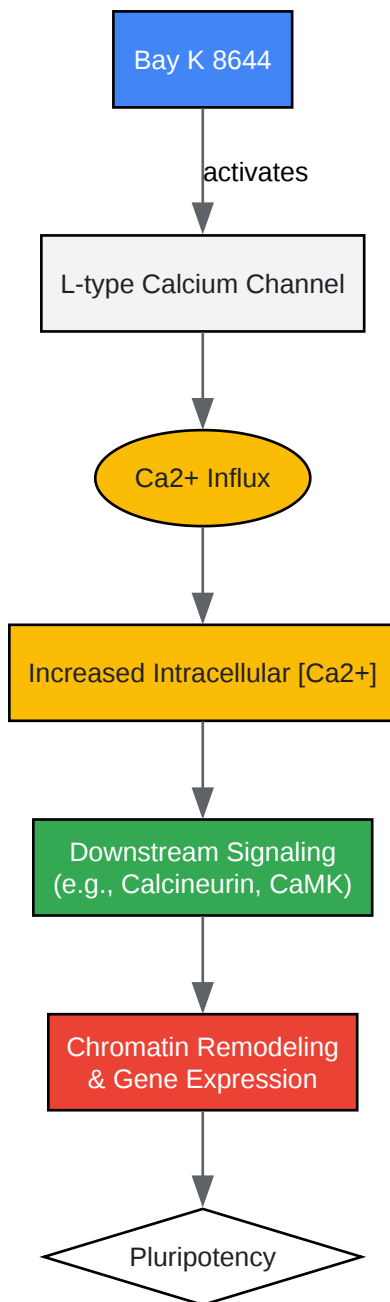 Bay K 8644
activates
L-type Calcium Channel
Ca2+ Influx
Increased Intracellular [Ca2+]
Downstream Signaling
(e.g., Calcineurin, CaMK)
Chromatin Remodeling
& Gene Expression
Pluripotency